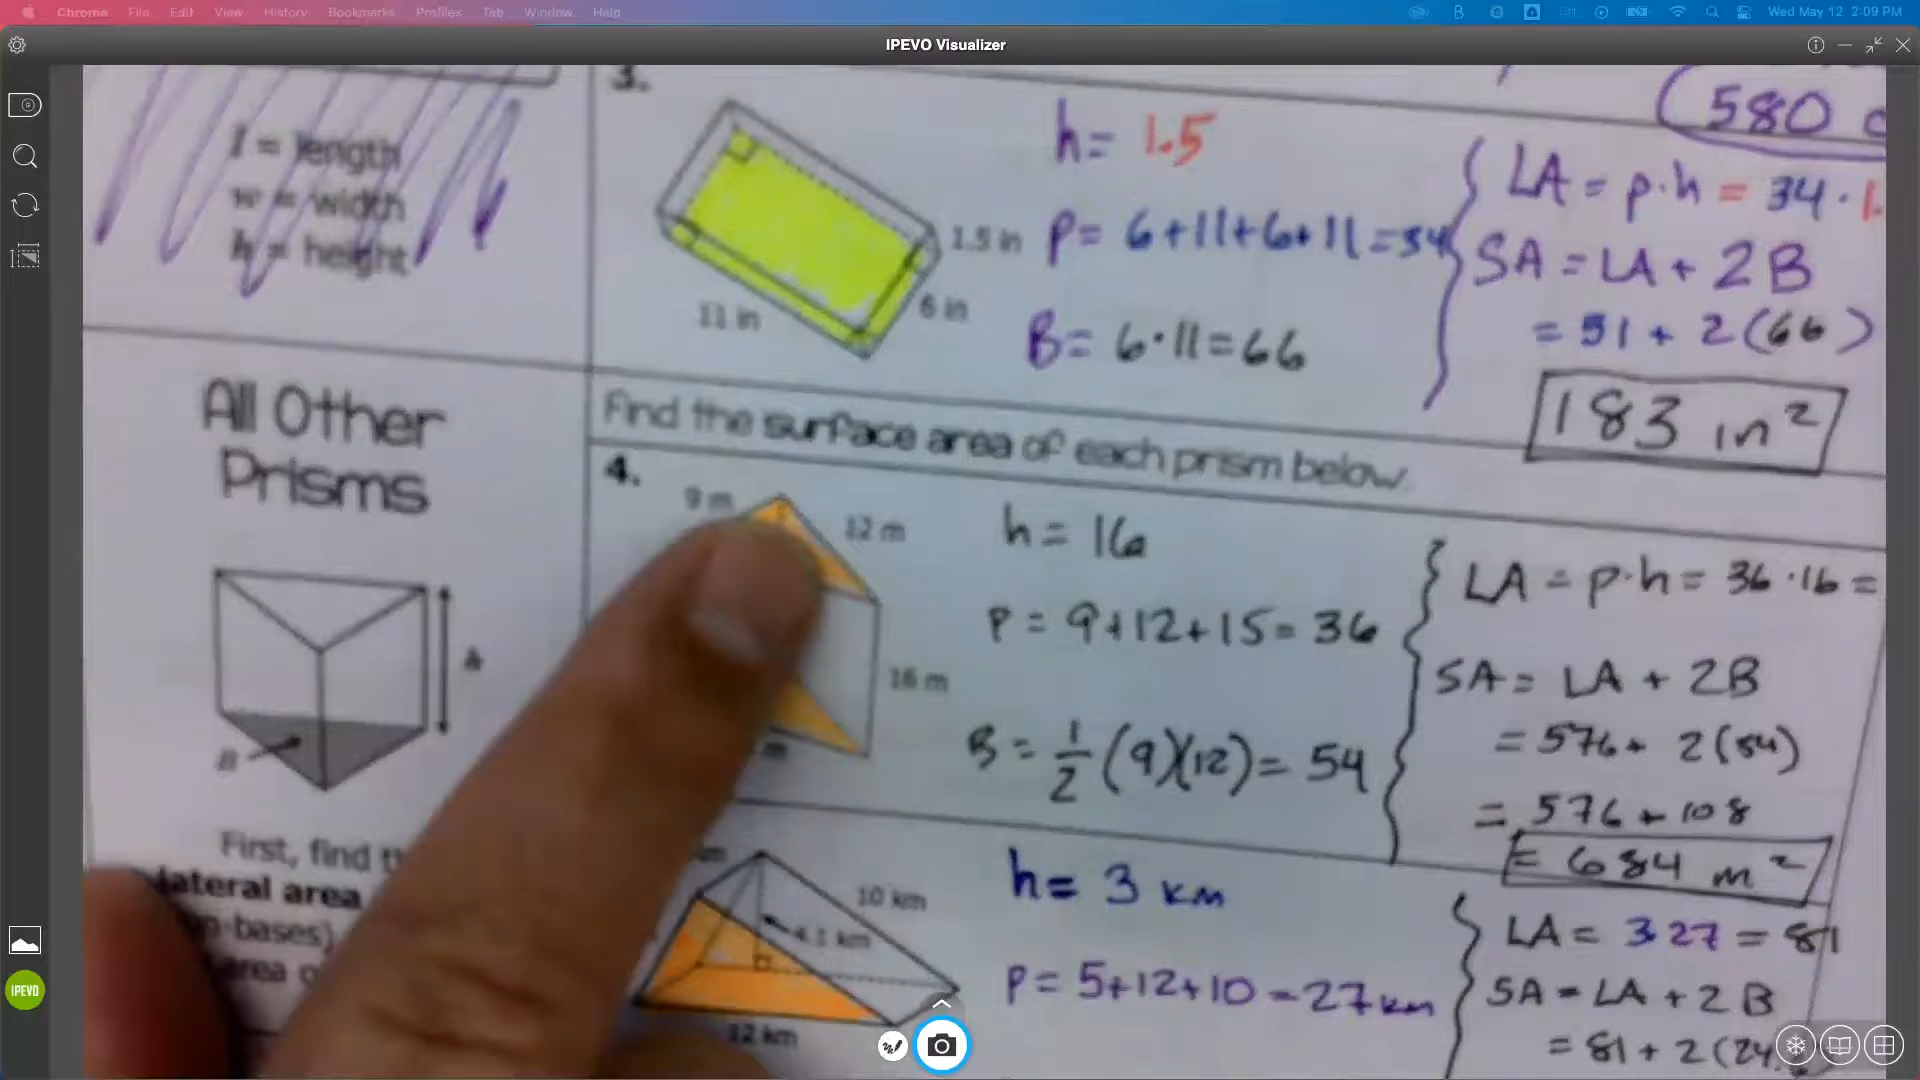 Chrome File Edit View History Bookmarks Profiles Tab Window Help
Wed May 12 2:09 PM
IPEVO Visualizer
l = length
w = width
h = height
3.
1.5 in
11 in
6 in
h = 1.5
p = 6+11+6+11=34
B = 6·11=66
580
LA = p·h = 34·1.
SA = LA + 2B
= 51 + 2(66)
183 in²
All Other
Prisms
h
B
First, find
lateral area
bases)
area
Find the surface area of each prism below.
4.
9 m
12 m
16 m
m
h = 16
P = 9+12+15=36
B = 1/2 (9)(12) = 54
LA = p·h = 36·16 =
SA = LA + 2B
= 576 + 2(54)
= 576 + 108
= 684 m²
10 km
4.1 km
12 km
h = 3 km
P = 5+12+10=27km
LA = 3·27 = 81
SA = LA + 2B
= 81 + 2(24.
IPEVO